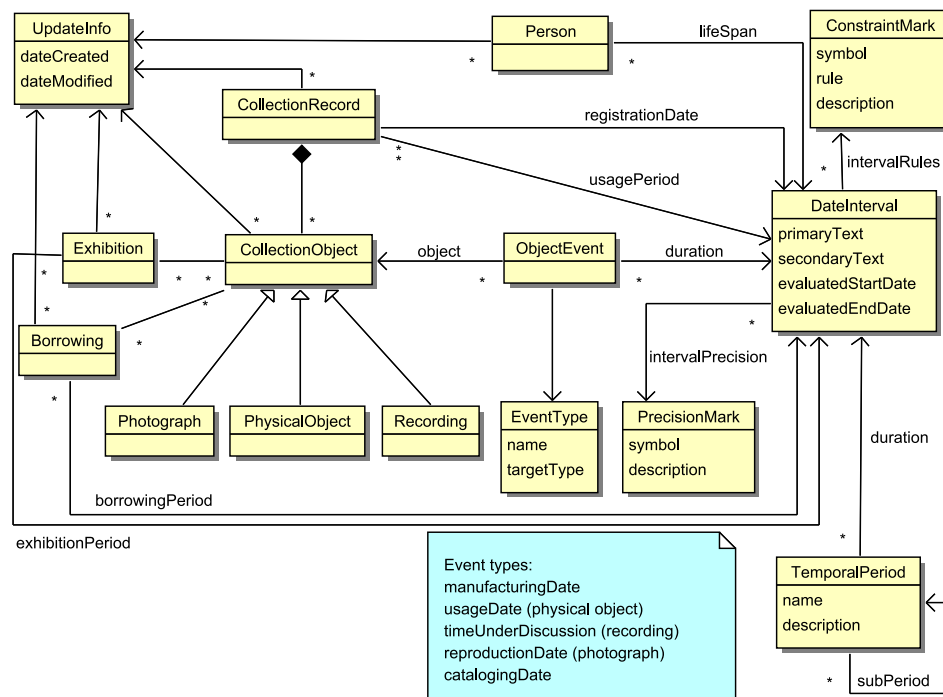 UpdateInfo
dateCreated
dateModified
*
Person
*
lifeSpan
ConstraintMark
symbol
rule
description
*
CollectionRecord
registrationDate
*
*
usagePeriod
*
intervalRules
DateInterval
primaryText
secondaryText
evaluatedStartDate
evaluatedEndDate
*
*
*
Exhibition
CollectionObject
object
ObjectEvent
duration
*
*
*
*
*
*
*
*
*
Borrowing
*
*
intervalPrecision
Photograph
PhysicalObject
Recording
EventType
name
targetType
PrecisionMark
symbol
description
duration
borrowingPeriod
exhibitionPeriod
*
Event types:
manufacturingDate
usageDate (physical object)
timeUnderDiscussion (recording)
reproductionDate (photograph)
catalogingDate
TemporalPeriod
name
description
*
subPeriod